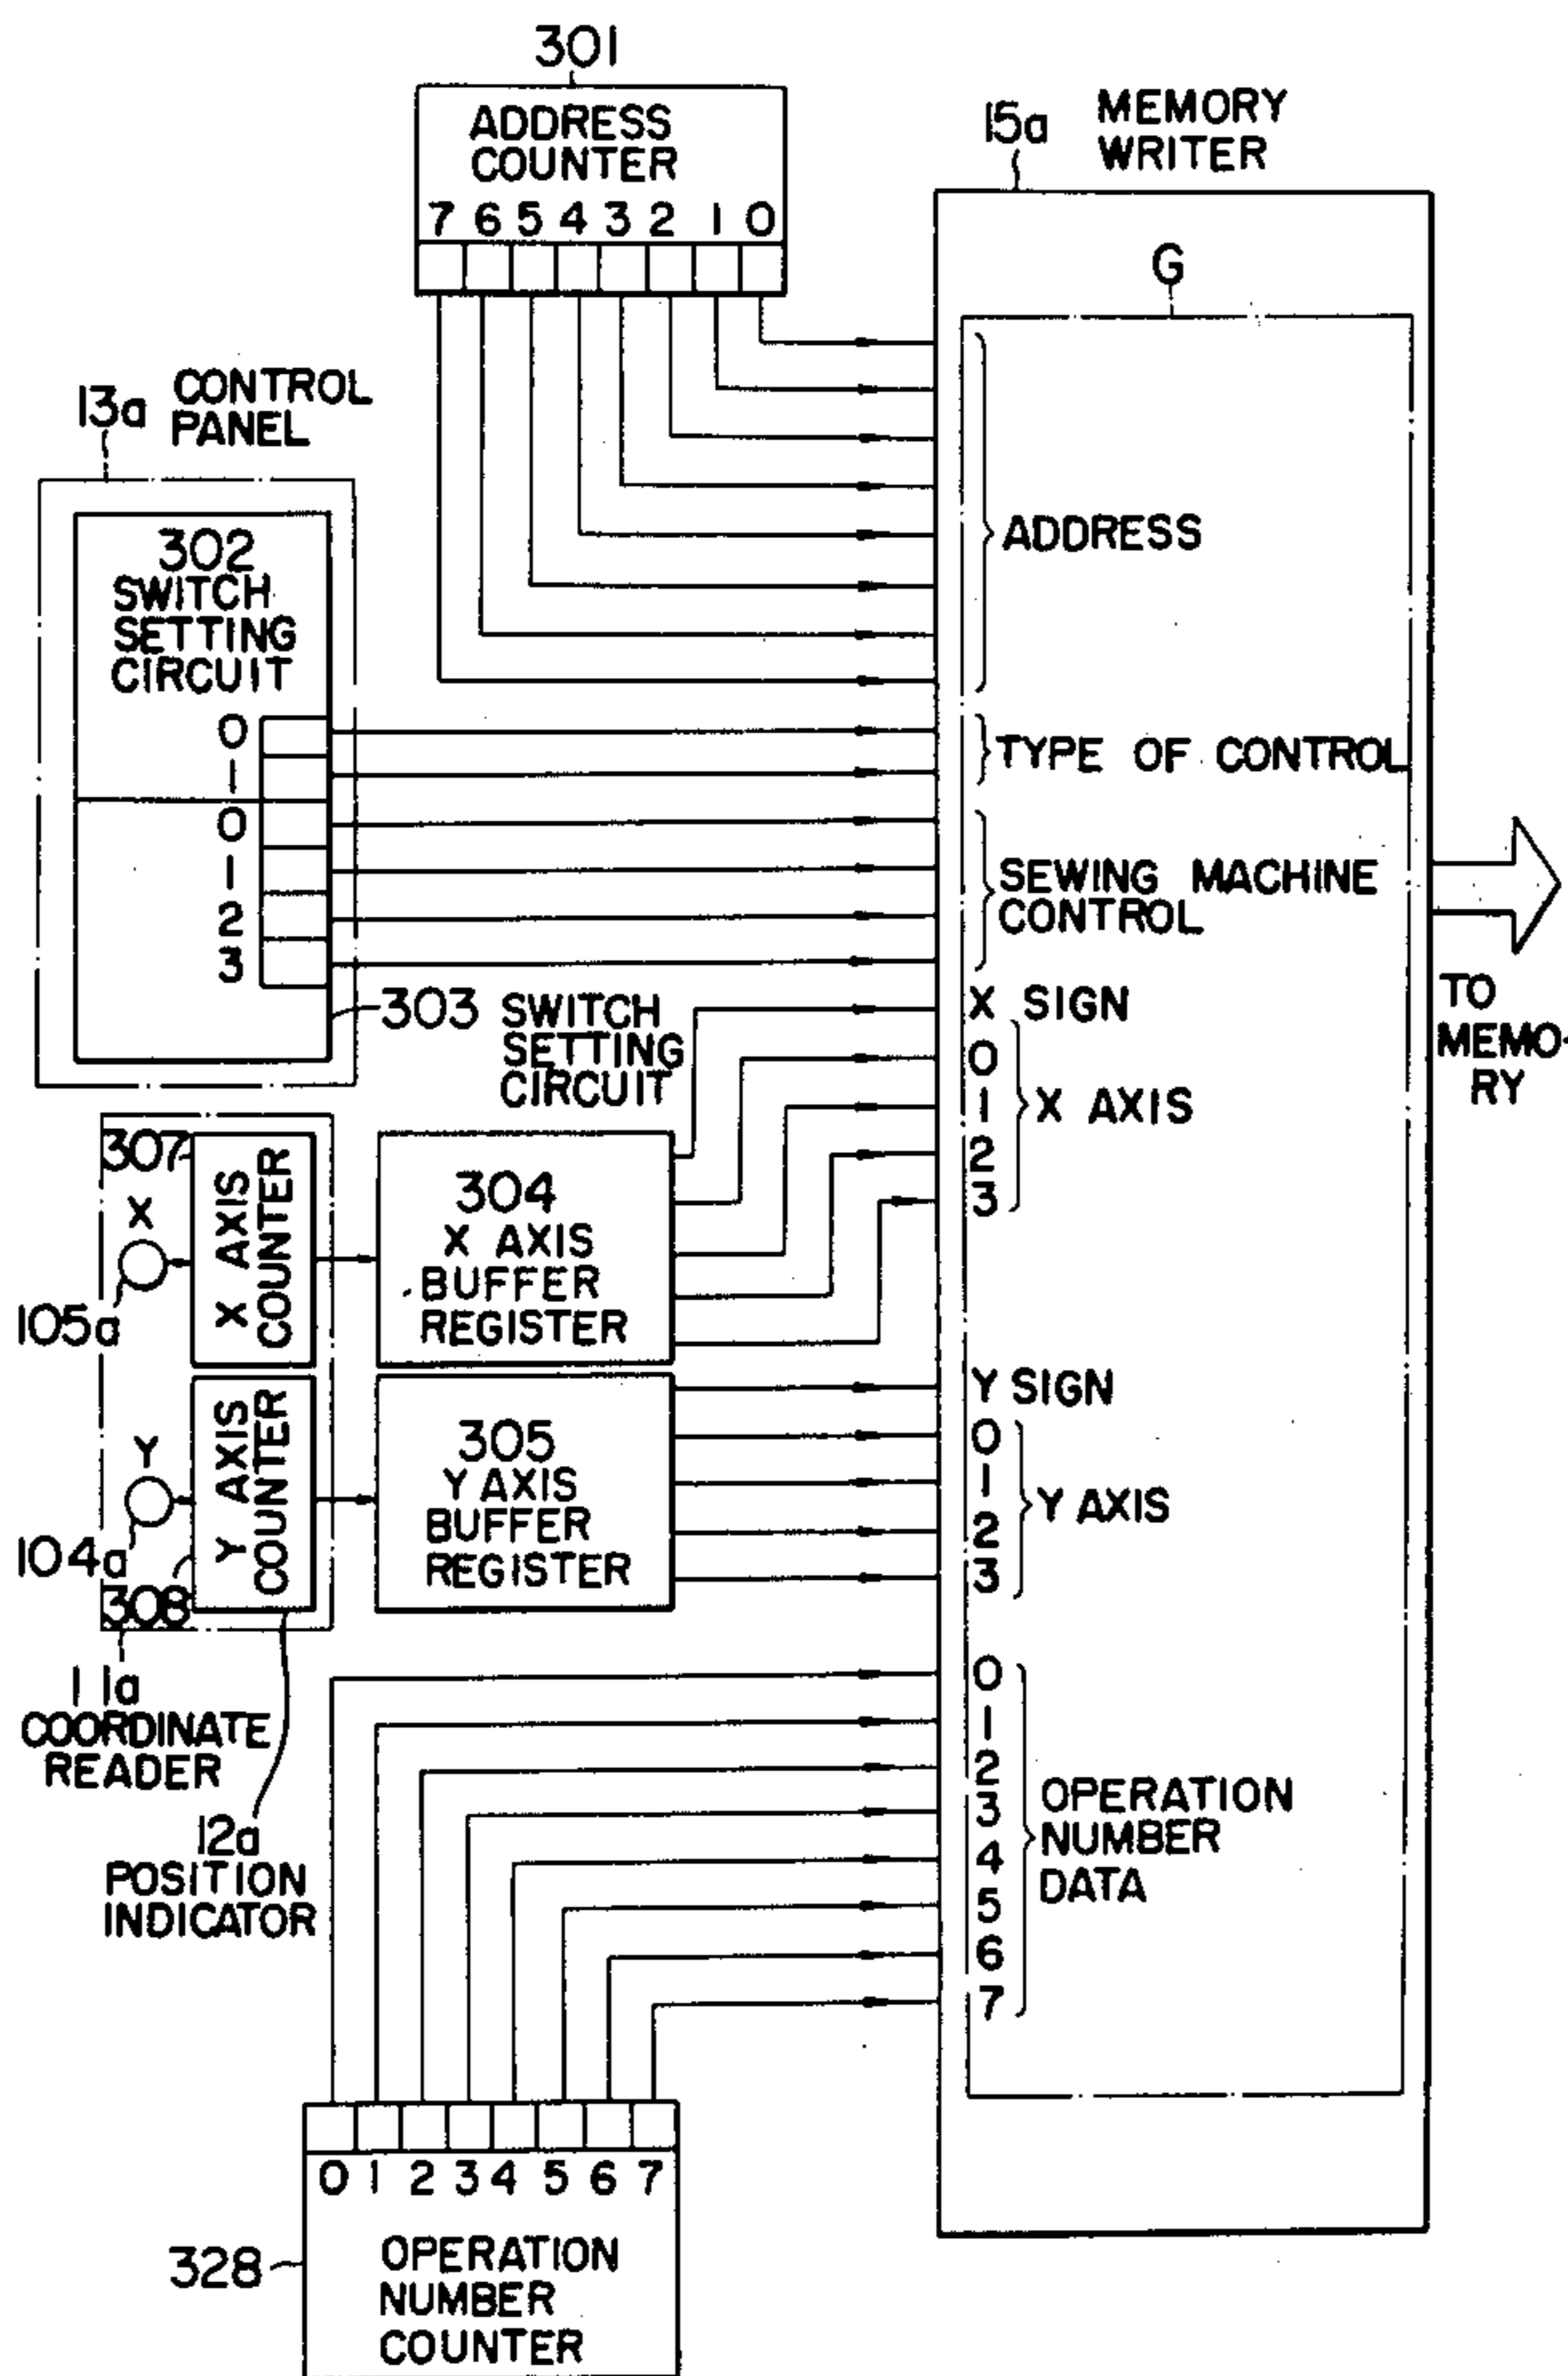 301
ADDRESS
COUNTER
7 6 5 4 3 2 1 0
15a
MEMORY
WRITER
G
ADDRESS
13a
CONTROL
PANEL
302
SWITCH
SETTING
CIRCUIT
0
1
0
1
2
3
303 SWITCH
SETTING
CIRCUIT
TYPE OF CONTROL
SEWING MACHINE
CONTROL
TO
MEMO-
RY
X SIGN
0
1
2
3
X AXIS
307
X AXIS
COUNTER
X
105a
304
X AXIS
BUFFER
REGISTER
Y
104a
308
Y AXIS
COUNTER
305
Y AXIS
BUFFER
REGISTER
Y SIGN
0
1
2
3
Y AXIS
11a
COORDINATE
READER
12a
POSITION
INDICATOR
0
1
2
3
4
5
6
7
OPERATION
NUMBER
DATA
0 1 2 3 4 5 6 7
328
OPERATION
NUMBER
COUNTER